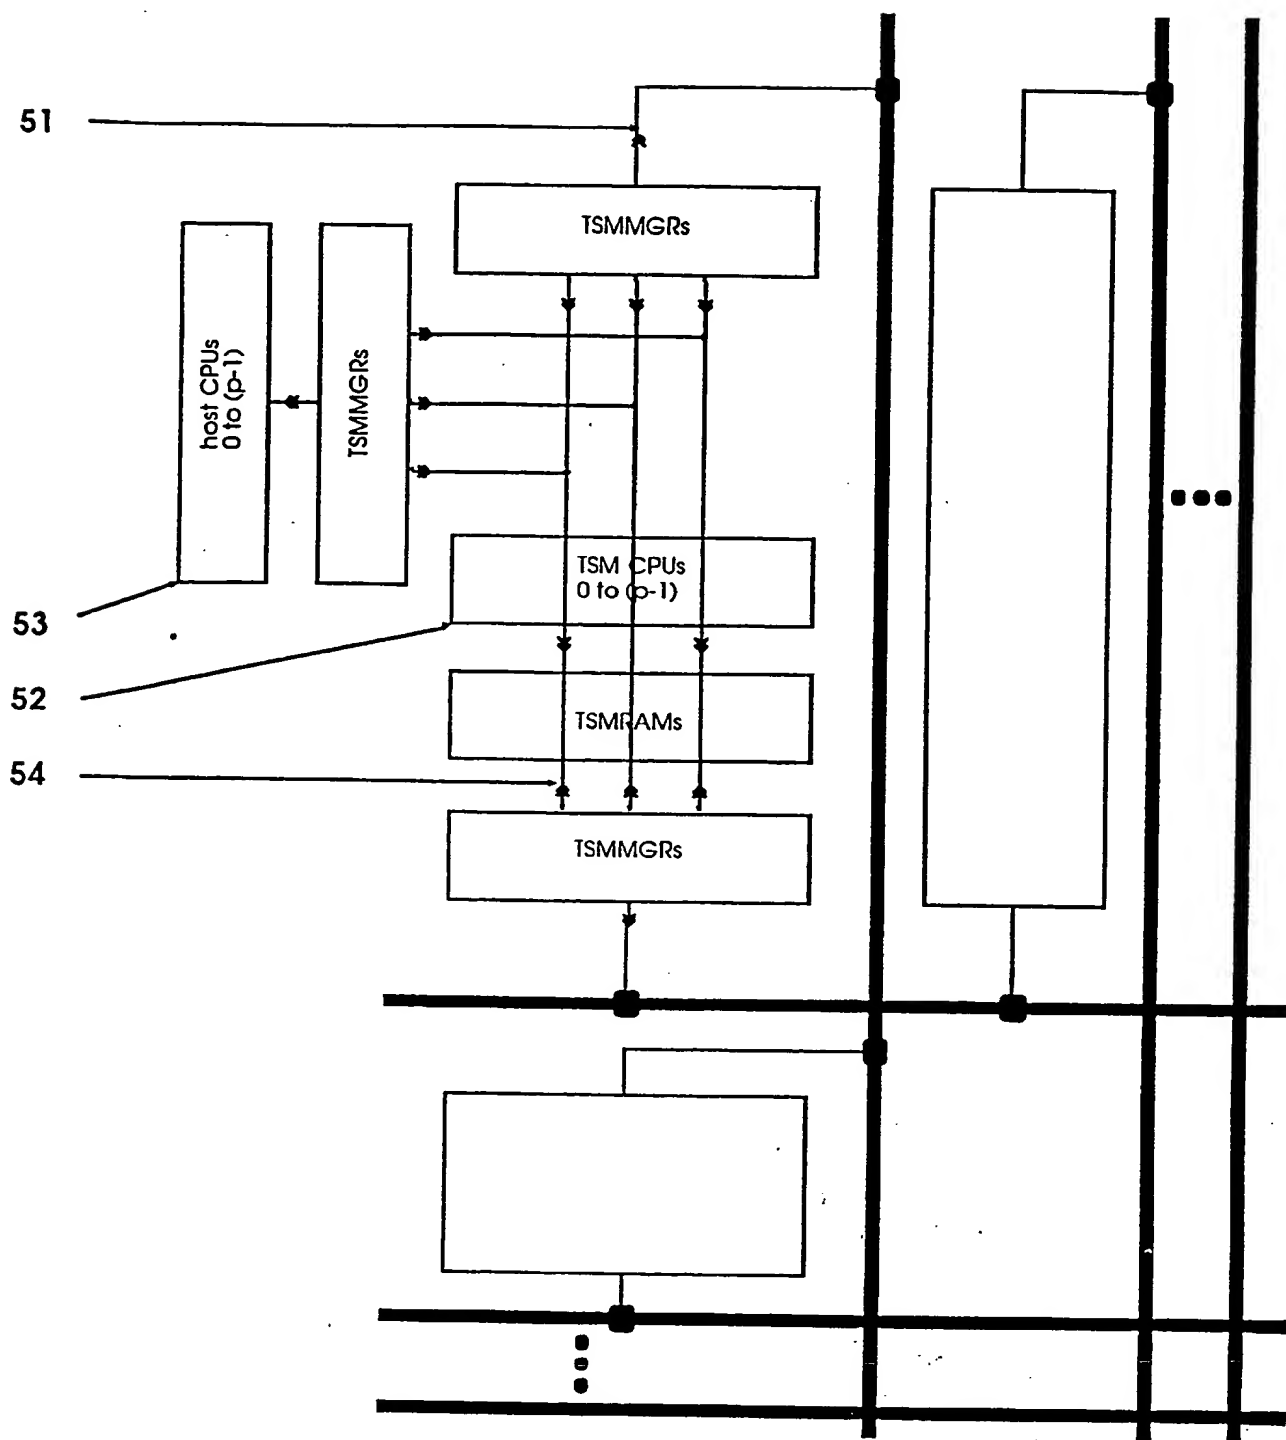 51
TSMMGRs
host CPUs
0 to (p-1)
TSMMGRs
TSM CPUs
0 to (p-1)
53
52
TSMRAMs
54
TSMMGRs